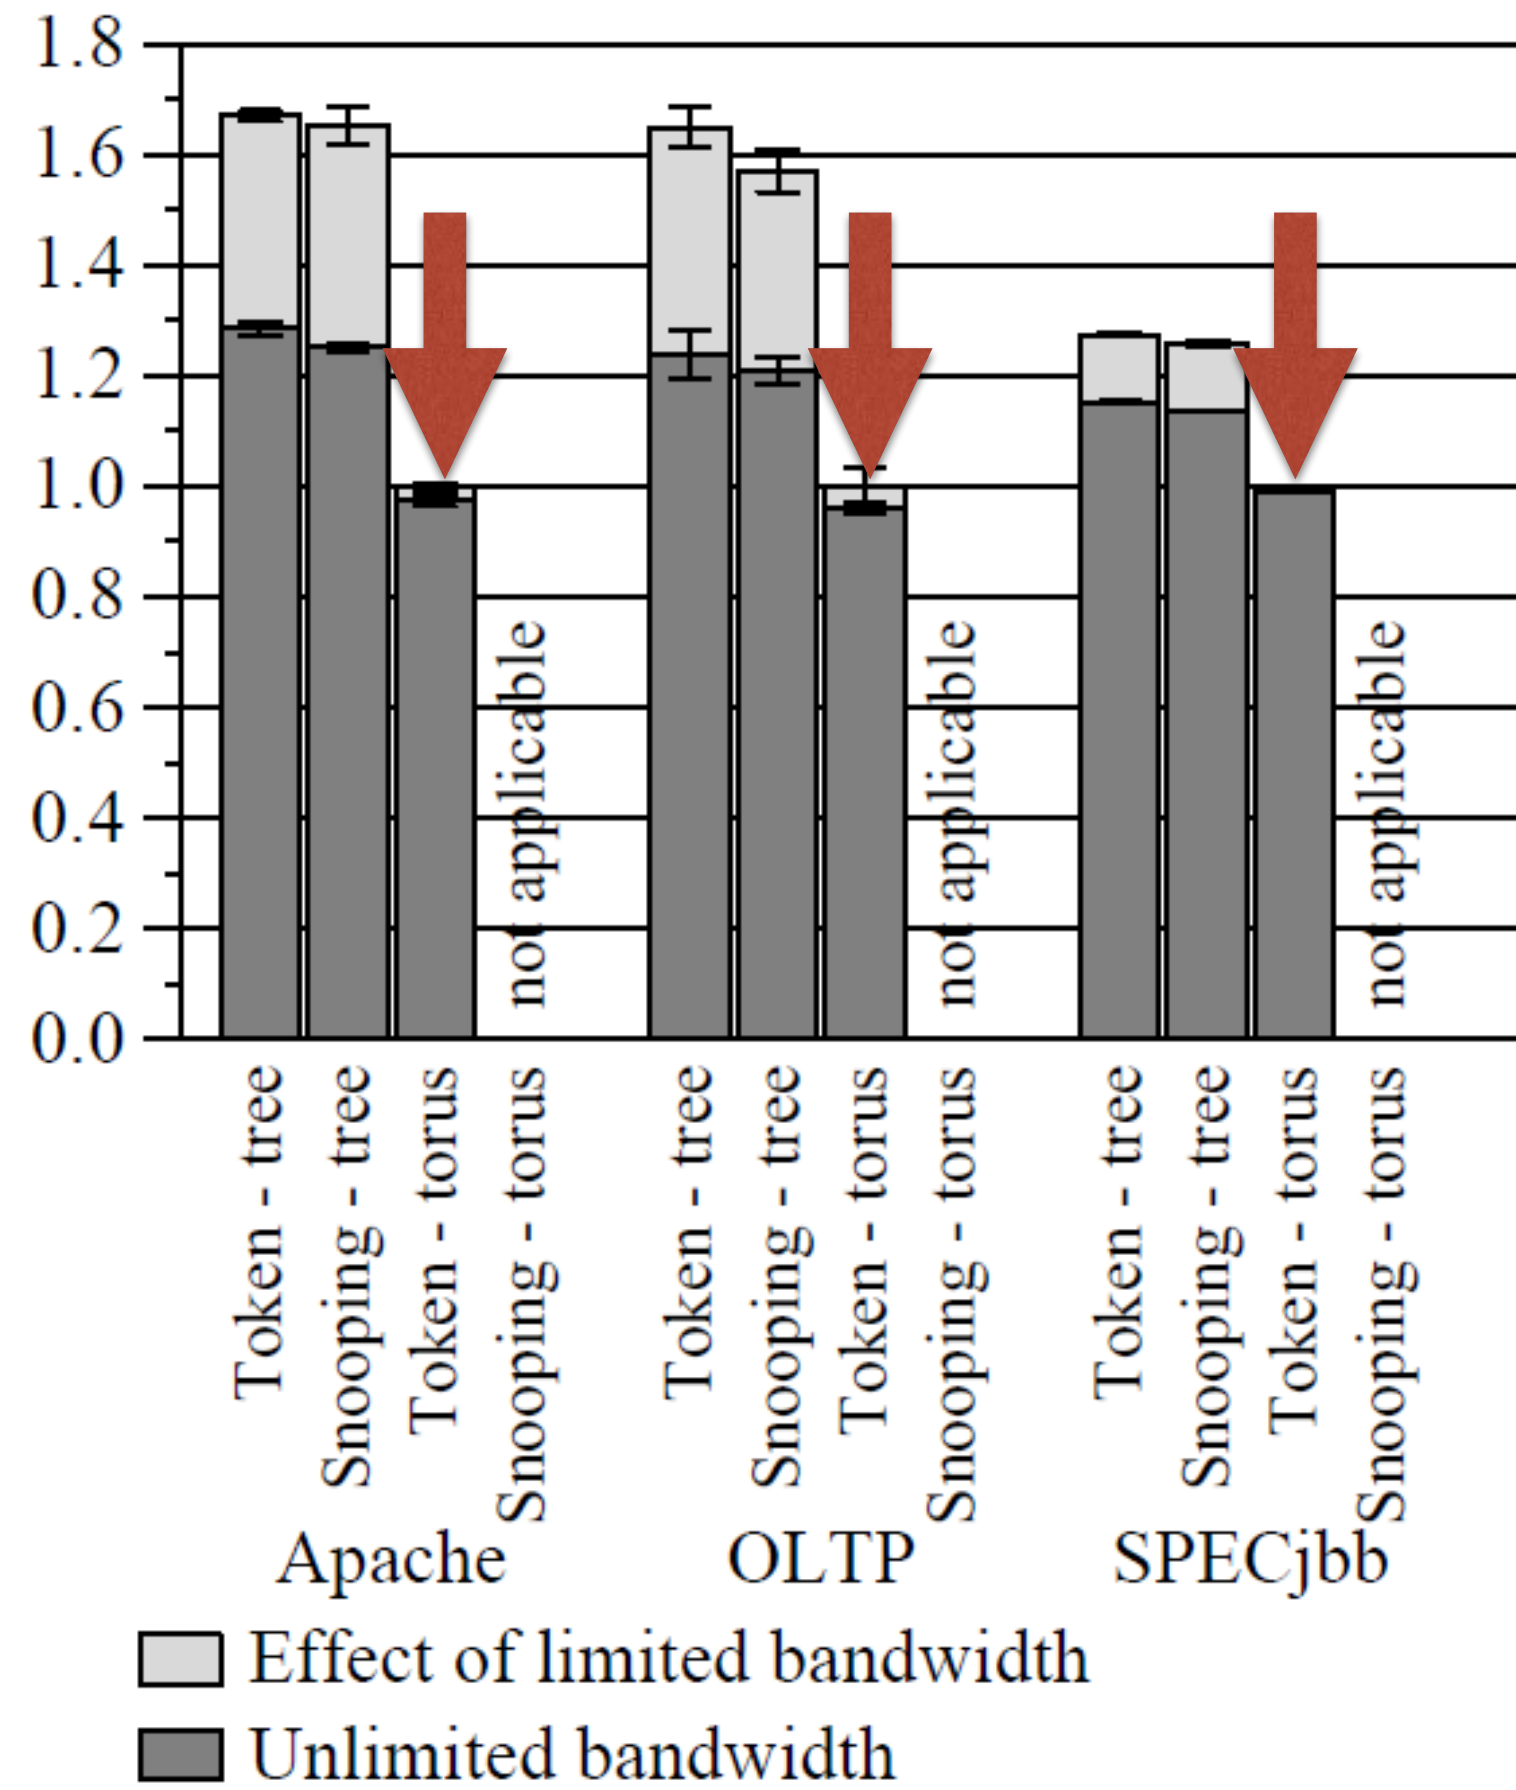 1.8
1.6
1.4
1.2
1.0
0.8
0.6
0.4
0.2
0.0
not applicable
not applicable
not applicable
Token - tree
Snooping - tree
Token - torus
Snooping - torus
Token - tree
Snooping - tree
Token - torus
Snooping - torus
Token - tree
Snooping - tree
Token - torus
Snooping - torus
Apache
OLTP
SPECjbb
Effect of limited bandwidth
Unlimited bandwidth